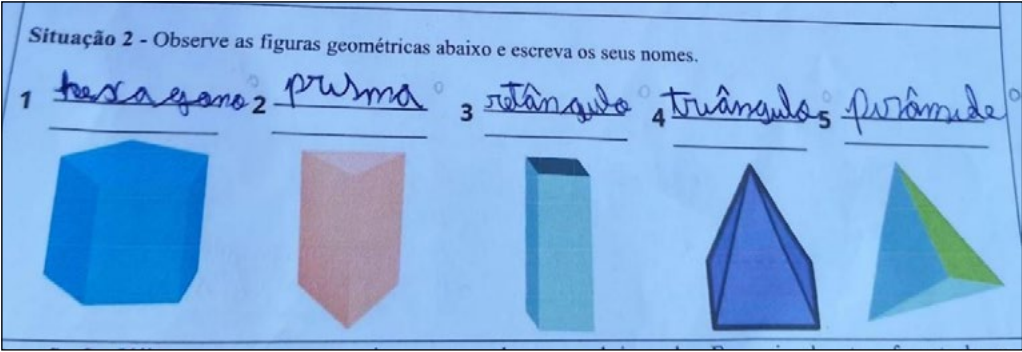 Situação 2 - Observe as figuras geométricas abaixo e escreva os seus nomes.
1 hexagono 2 prisma 3 retângulo 4 triângulo 5 pirâmide